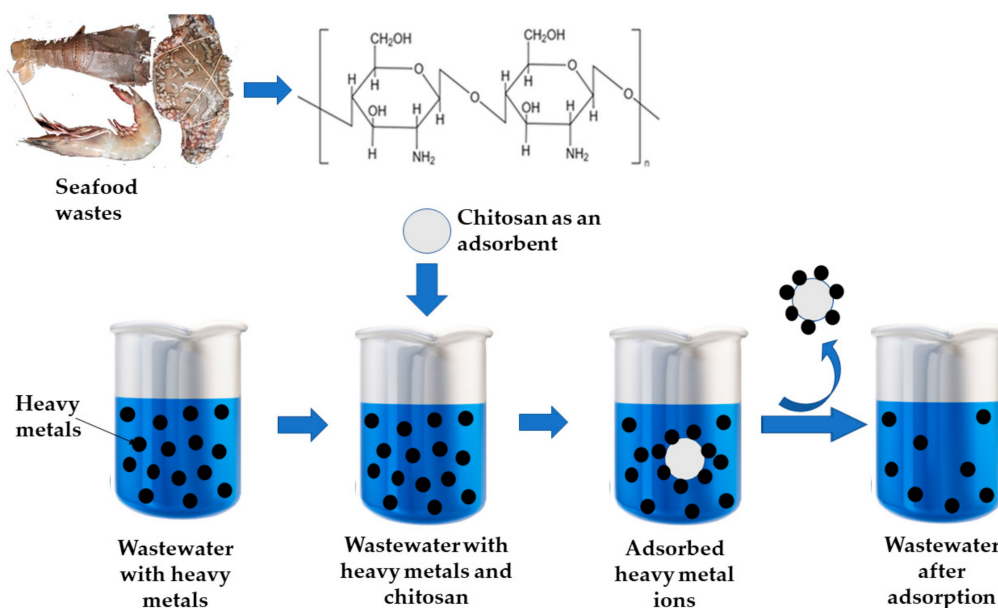 CH₂OH
CH₂OH
H
O
H
O
H
H
OH
H
H
O
OH
H
H
O
H
NH₂
H
NH₂
n
Seafood
wastes
Chitosan as an
adsorbent
Heavy
metals
Wastewater
with heavy
metals
Wastewater with
heavy metals and
chitosan
Adsorbed
heavy metal
ions
Wastewater
after
adsorption